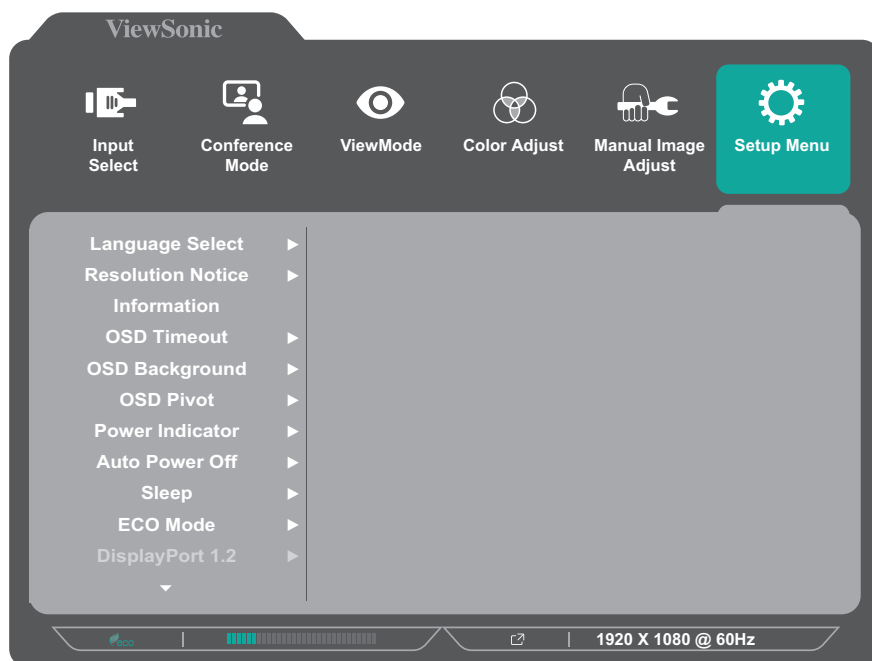 ViewSonic
Input
Select
Conference
Mode
ViewMode
Color Adjust
Manual Image
Adjust
Setup Menu
Language Select
Resolution Notice
Information
OSD Timeout
OSD Background
OSD Pivot
Power Indicator
Auto Power Off
Sleep
ECO Mode
DisplayPort 1.2
eco
1920 X 1080 @ 60Hz